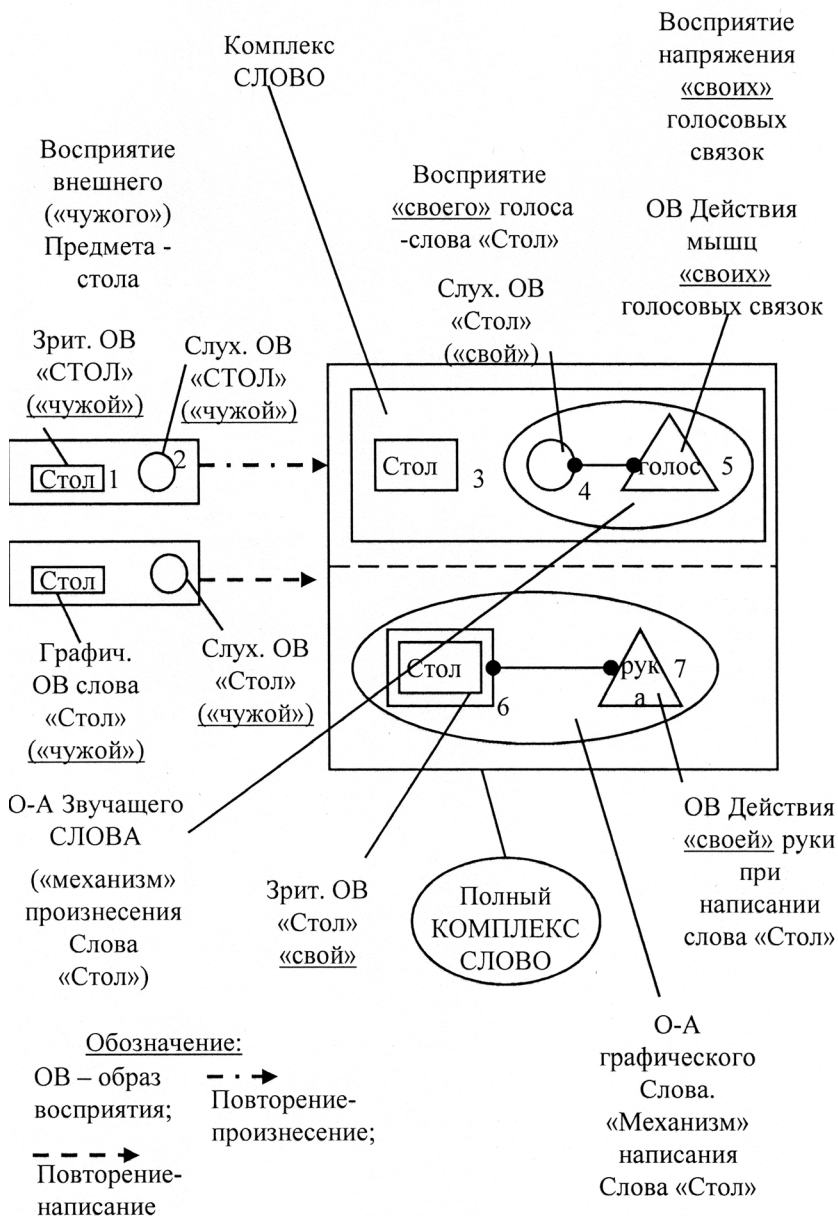 Комплекс
СЛОВО
Восприятие
напряжения
«своих»
голосовых
связок
Восприятие
внешнего
(«чужого»)
Предмета -
стола
Восприятие
«своего» голоса
-слова «Стол»
ОВ Действия
мышц
«своих»
голосовых связок
Слух. ОВ
«Стол»
(«свой»)
Зрит. ОВ
«СТОЛ»
(«чужой»)
Слух. ОВ
«СТОЛ»
(«чужой»)
Стол 1
2
Стол 3
4
голос 5
Стол
Графич.
ОВ слова
«Стол»
(«чужой»)
Слух. ОВ
«Стол»
(«чужой»)
Стол
6
рук
а
7
О-А Звучащего
СЛОВА
(«механизм»
произнесения
Слова
«Стол»)
Зрит. ОВ
«Стол»
«свой»
Полный
КОМПЛЕКС
СЛОВО
ОВ Действия
«своей» руки
при
написании
слова «Стол»
О-А
графического
Слова.
«Механизм»
написания
Слова «Стол»
Обозначение:
ОВ – образ
восприятия;
Повторение-
произнесение;
Повторение-
написание